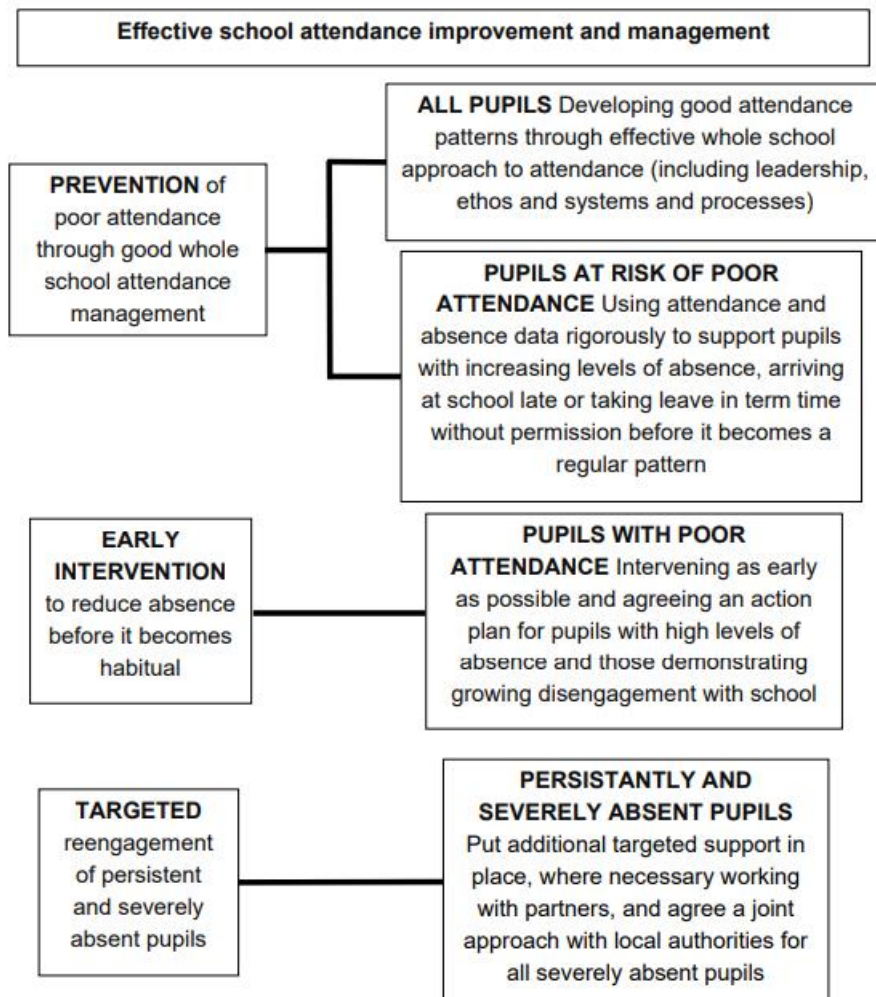 Effective school attendance improvement and management
ALL PUPILS Developing good attendance
patterns through effective whole school
approach to attendance (including leadership,
ethos and systems and processes)
PREVENTION of
poor attendance
through good whole
school attendance
management
PUPILS AT RISK OF POOR
ATTENDANCE Using attendance and
absence data rigorously to support pupils
with increasing levels of absence, arriving
at school late or taking leave in term time
without permission before it becomes a
regular pattern
EARLY
INTERVENTION
to reduce absence
before it becomes
habitual
PUPILS WITH POOR
ATTENDANCE Intervening as early
as possible and agreeing an action
plan for pupils with high levels of
absence and those demonstrating
growing disengagement with school
TARGETED
reengagement
of persistent
and severely
absent pupils
PERSISTANTLY AND
SEVERELY ABSENT PUPILS
Put additional targeted support in
place, where necessary working
with partners, and agree a joint
approach with local authorities for
all severely absent pupils